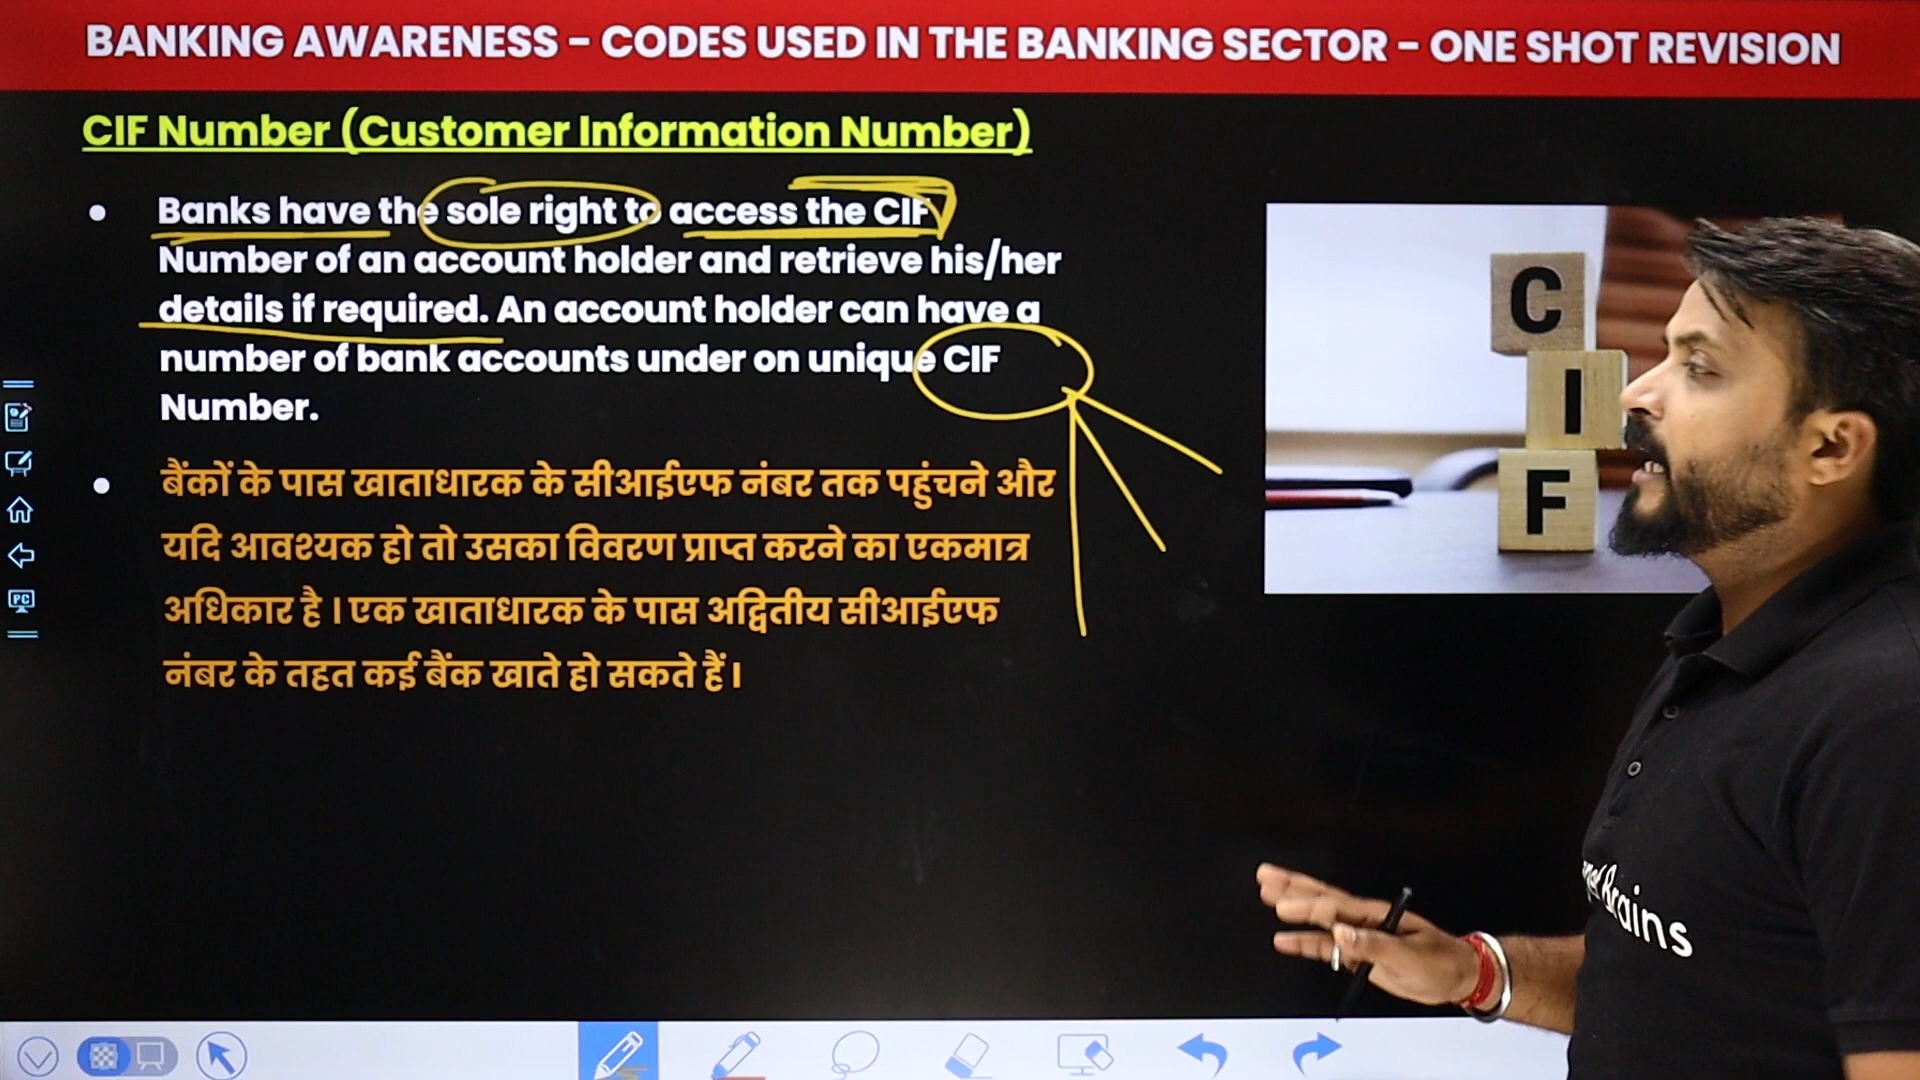 BANKING AWARENESS - CODES USED IN THE BANKING SECTOR - ONE SHOT REVISION
CIF Number (Customer Information Number)
Banks have the sole right to access the CIF
Number of an account holder and retrieve his/her
details if required. An account holder can have a
number of bank accounts under on unique CIF
Number.
बैंकों के पास खाताधारक के सीआईएफ नंबर तक पहुंचने और
यदि आवश्यक हो तो उसका विवरण प्राप्त करने का एकमात्र
अधिकार है । एक खाताधारक के पास अद्वितीय सीआईएफ
नंबर के तहत कई बैंक खाते हो सकते हैं ।
C
I
F
PC
Brains